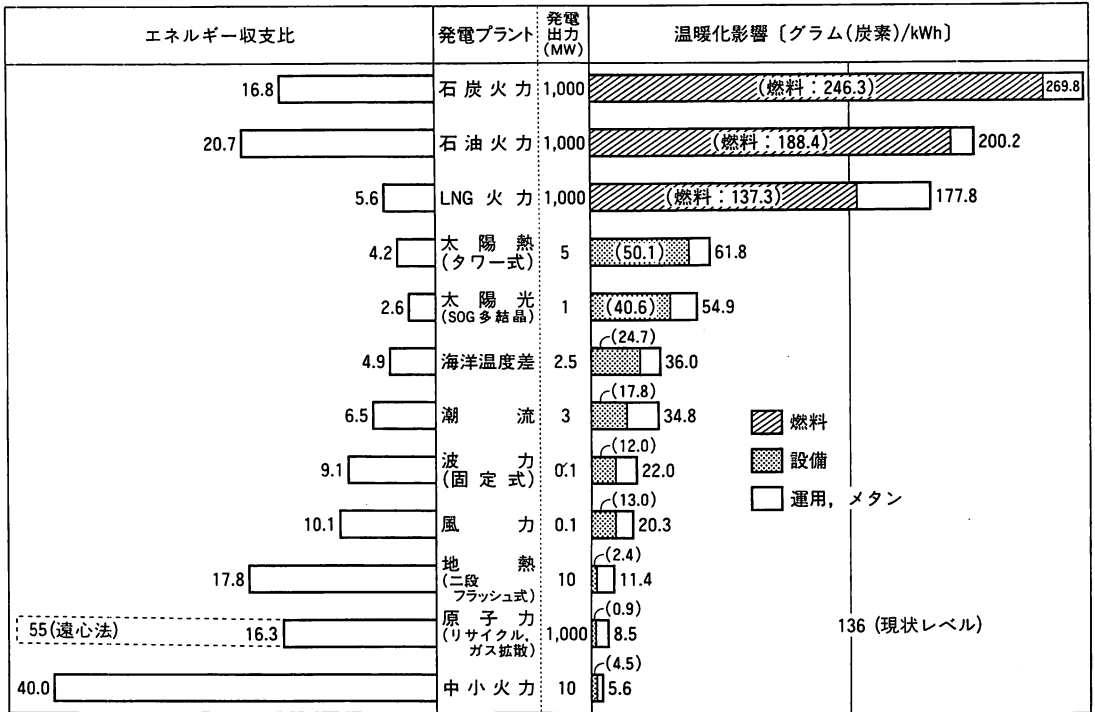 エネルギー収支比
発電プラント
発電
出力
(MW)
温暖化影響〔グラム(炭素)/kWh〕
16.8 石炭火力 1,000 (燃料:246.3) 269.8
20.7 石油火力 1,000 (燃料:188.4) 200.2
5.6 LNG火力 1,000 (燃料:137.3) 177.8
4.2 太陽熱 5 (50.1) 61.8
(タワー式)
2.6 太陽光 1 (40.6) 54.9
(SOG多結晶)
(24.7)
4.9 海洋温度差 2.5 36.0
(17.8)
6.5 潮流 3 34.8
燃料
(12.0)
9.1 波力 0.1 22.0
(固定式)
設備
(13.0)
10.1 風力 0.1 20.3
運用,メタン
(2.4)
17.8 地熱 10 11.4
(二段
フラッシュ式)
(0.9)
55(遠心法) 16.3 原子力 1,000 8.5
(リサイクル,
ガス拡散)
136(現状レベル)
(4.5)
40.0 中小火力 10 5.6